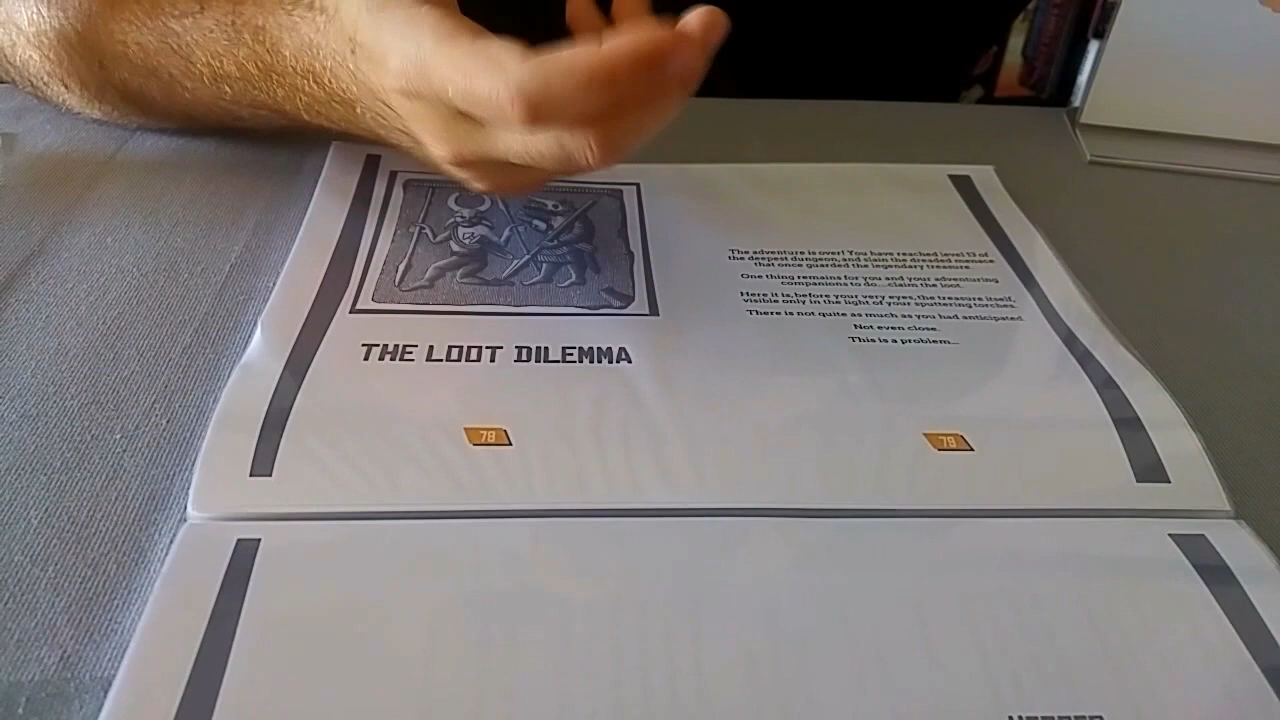 THE LOOT DILEMMA
78
The adventure is over! You have reached level 13 of
the deepest dungeon, and slain the dreaded menace
that once guarded the legendary treasure.
One thing remains for you and your adventuring
companions to do...claim the loot.
Here it is, before your very eyes, the treasure itself,
visible only in the light of your sputtering torches.
There is not quite as much as you had anticipated.
Not even close.
This is a problem...
79